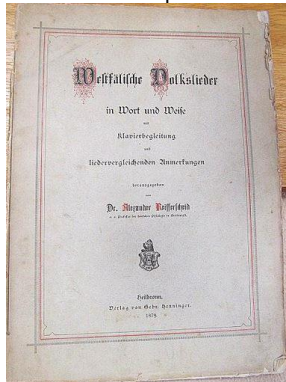 Westfälische Volkslieder
in Wort und Weise
mit
Klavierbegleitung
und
liedervergleichenden Anmerkungen
herausgegeben
von
Dr. Alexander Reifferscheid
Heilbronn.
Verlag von Gebr. Henninger.
1879.